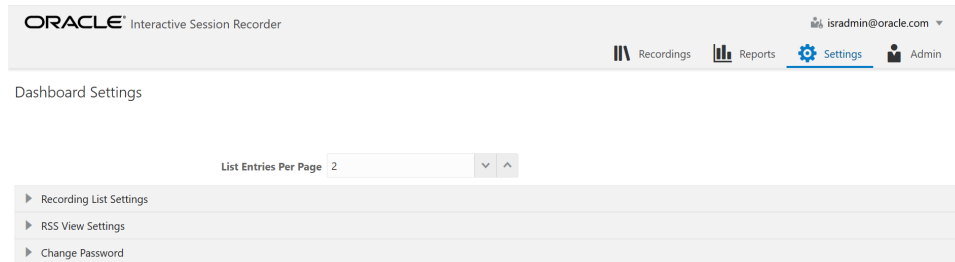 ORACLE® Interactive Session Recorder
isradmin@oracle.com
Recordings Reports Settings Admin
Dashboard Settings
List Entries Per Page 2
Recording List Settings
RSS View Settings
Change Password